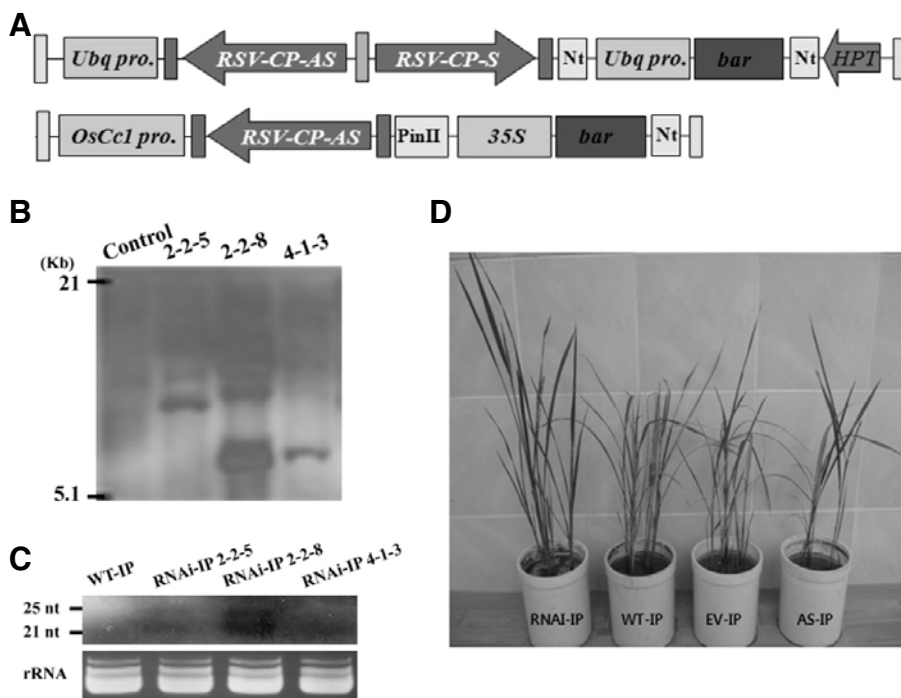 A
Ubq pro. RSV-CP-AS RSV-CP-S Nt Ubq pro. bar Nt HPT
OsCc1 pro. RSV-CP-AS PinII 35S bar Nt
B
Control 2-2-5 2-2-8 4-1-3
(Kb)
21
5.1
C
WT-IP RNAi-IP 2-2-5 RNAi-IP 2-2-8 RNAi-IP 4-1-3
25 nt
21 nt
rRNA
D
RNAI-IP WT-IP EV-IP AS-IP